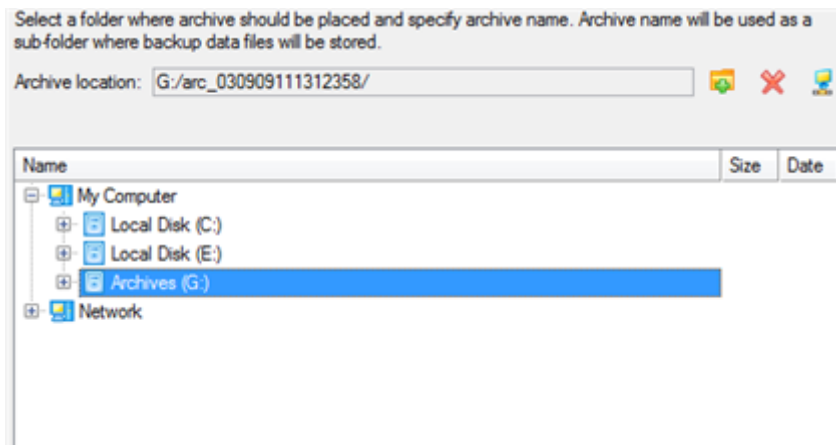 Select a folder where archive should be placed and specify archive name. Archive name will be used as a
sub-folder where backup data files will be stored.
Archive location: G:/arc_030909111312358/
Name Size Date
My Computer
Local Disk (C:)
Local Disk (E:)
Archives (G:)
Network